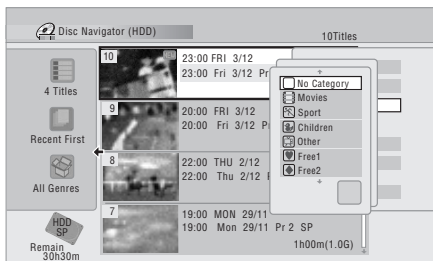 Disc Navigator (HDD)
10Titles
4 Titles
Recent First
All Genres
HDD
SP
Remain
30h30m
10
23:00 FRI 3/12
23:00 Fri 3/12 Pr
9
20:00 FRI 3/12
20:00 Fri 3/12 P
8
22:00 THU 2/12
22:00 Thu 2/12
7
19:00 MON 29/11
19:00 Mon 29/11 Pr 2 SP
1h00m(1.0G)
No Category
Movies
Sport
Children
Other
Free1
Free2